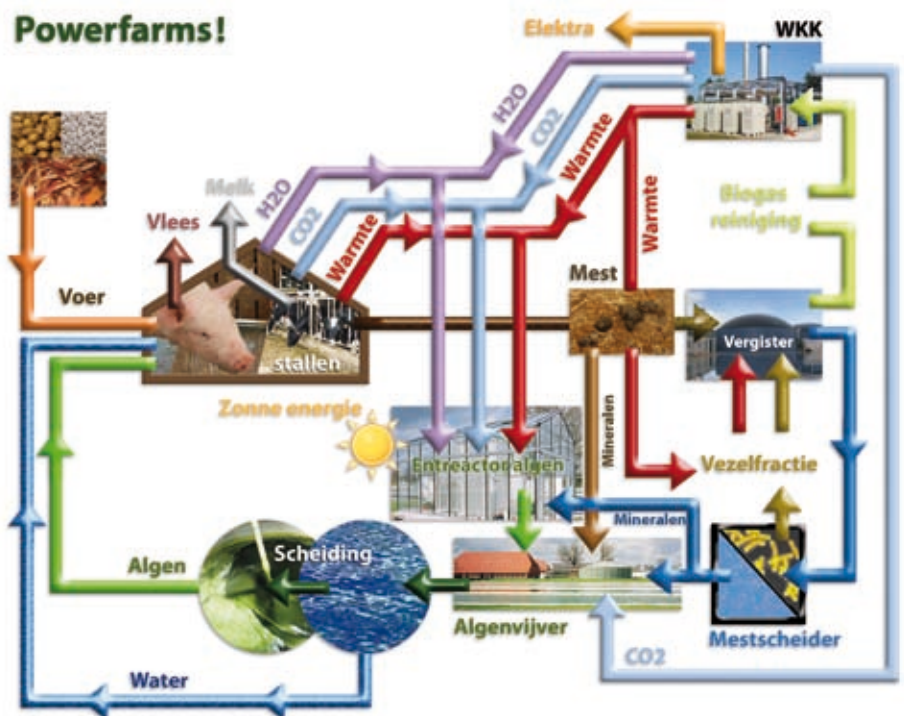 Powerfarms!
Elektra
WKK
H2O
CO2
Warmte
Melk
H2O
CO2
Warmte
Warmte
Biogas
reiniging
Vlees
Mest
Voer
stallen
Vergister
Zonne energie
Mineralen
Entreactor algen
Vezelfractie
Mineralen
Scheiding
Algen
Algenvijver
Mestscheider
CO2
Water